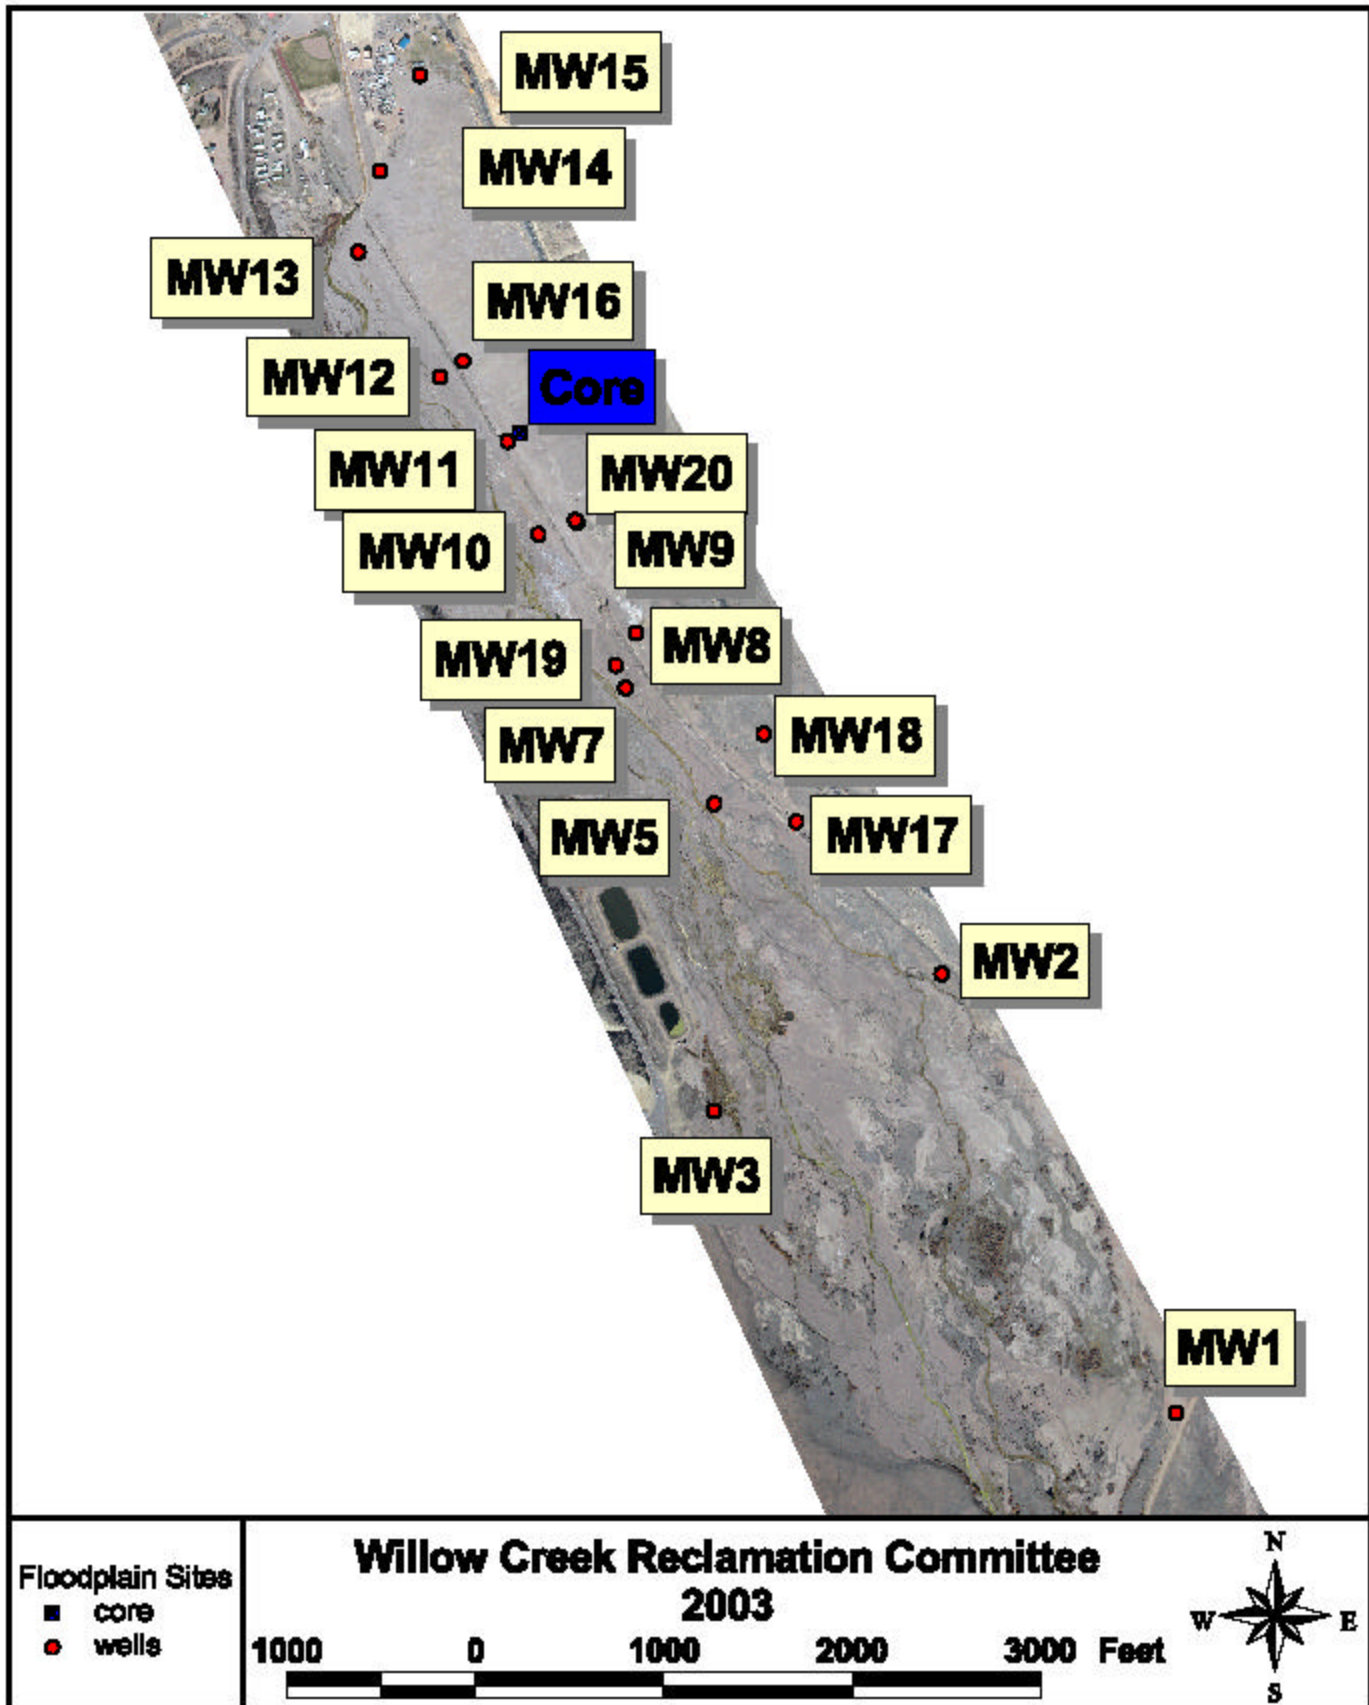 MW15
MW14
MW13
MW16
MW12
Core
MW11
MW20
MW10
MW9
MW19
MW8
MW7
MW18
MW5
MW17
MW2
MW3
MW1
Floodplain Sites
core
wells
Willow Creek Reclamation Committee
2003
1000 0 1000 2000 3000 Feet
N
W E
S